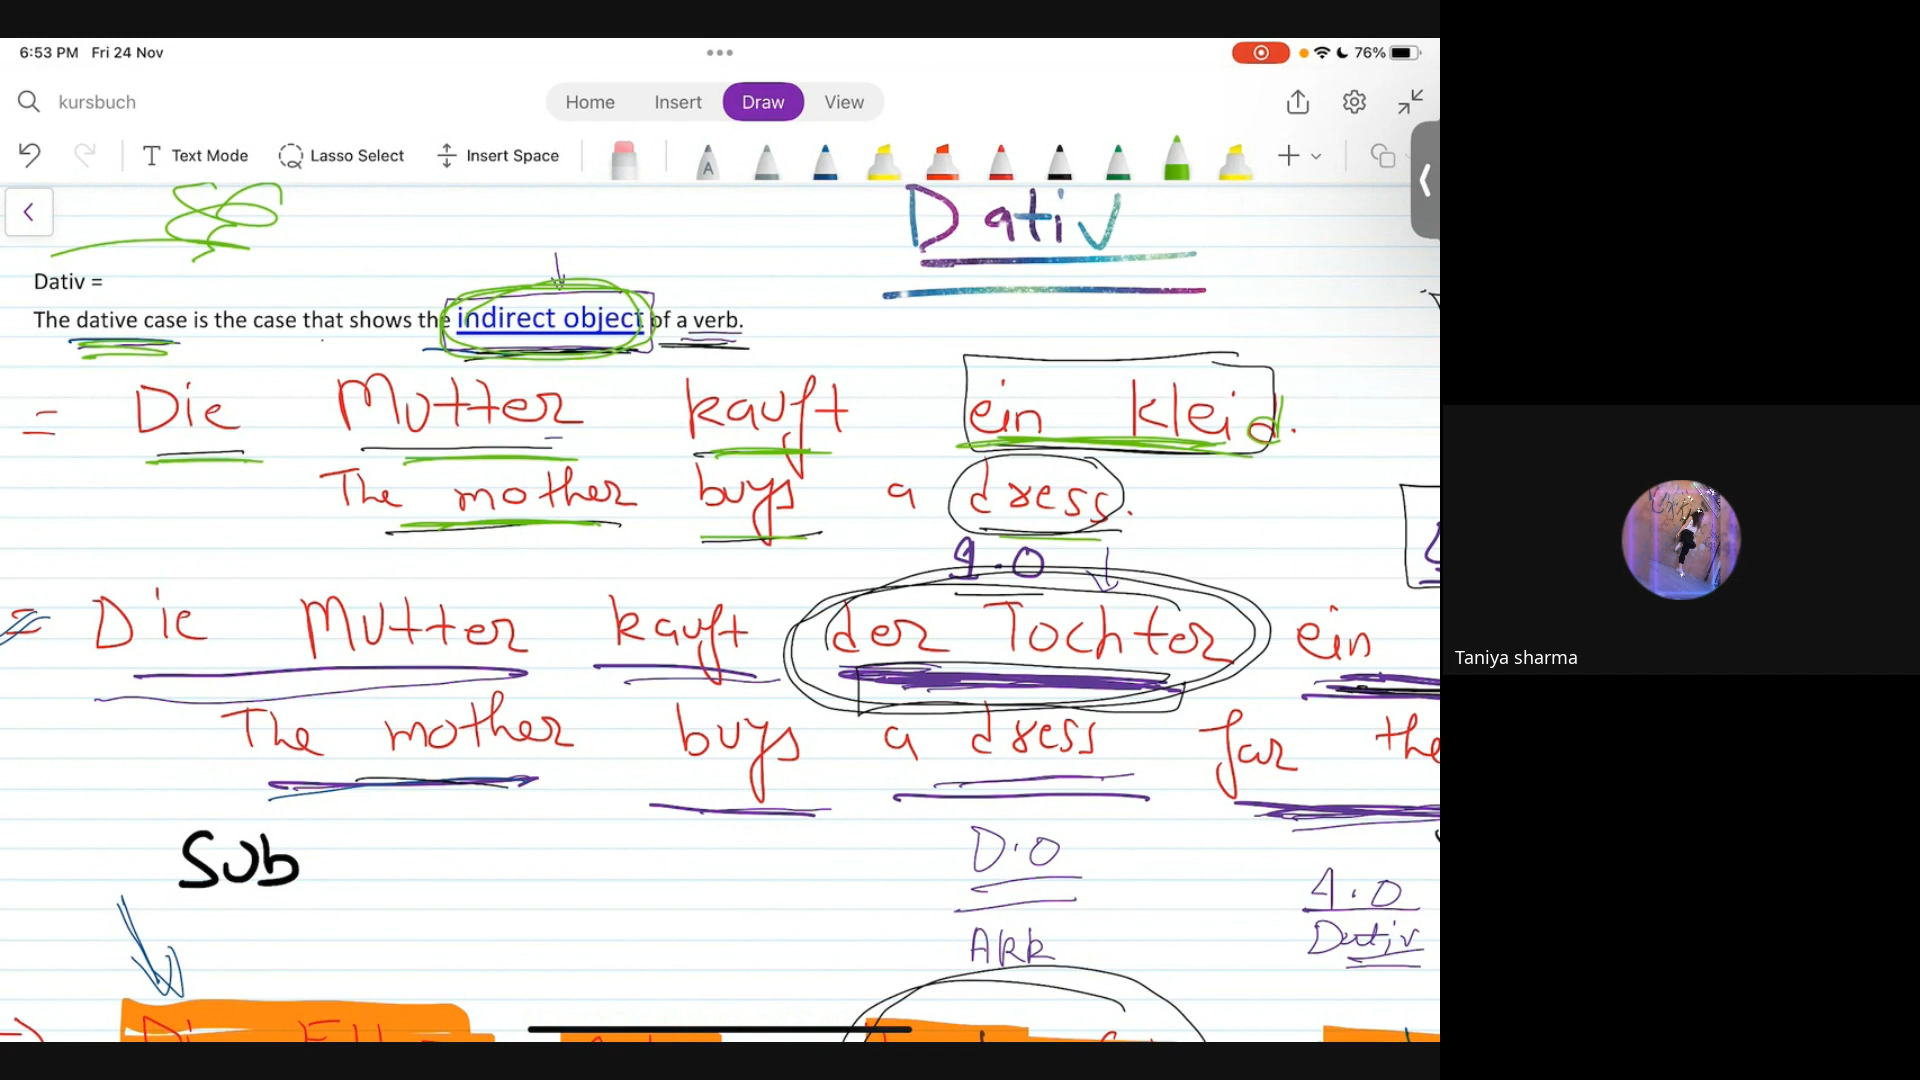 6:53 PM Fri 24 Nov 76%
kursbuch Home Insert Draw View
Text Mode Lasso Select Insert Space A
Dativ
Dativ =
The dative case is the case that shows the indirect object of a verb.
= Die Mutter kauft ein kleid.
The mother buys a dress.
I.O
= Die Mutter kauft der Tochter ein
The mother buys a dress for the
Sub
D.O
I.O
Dativ
AKK
Taniya sharma